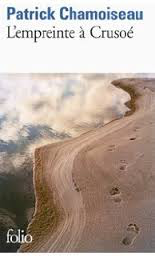 Patrick Chamoiseau
L'empreinte à Crusoé
folio